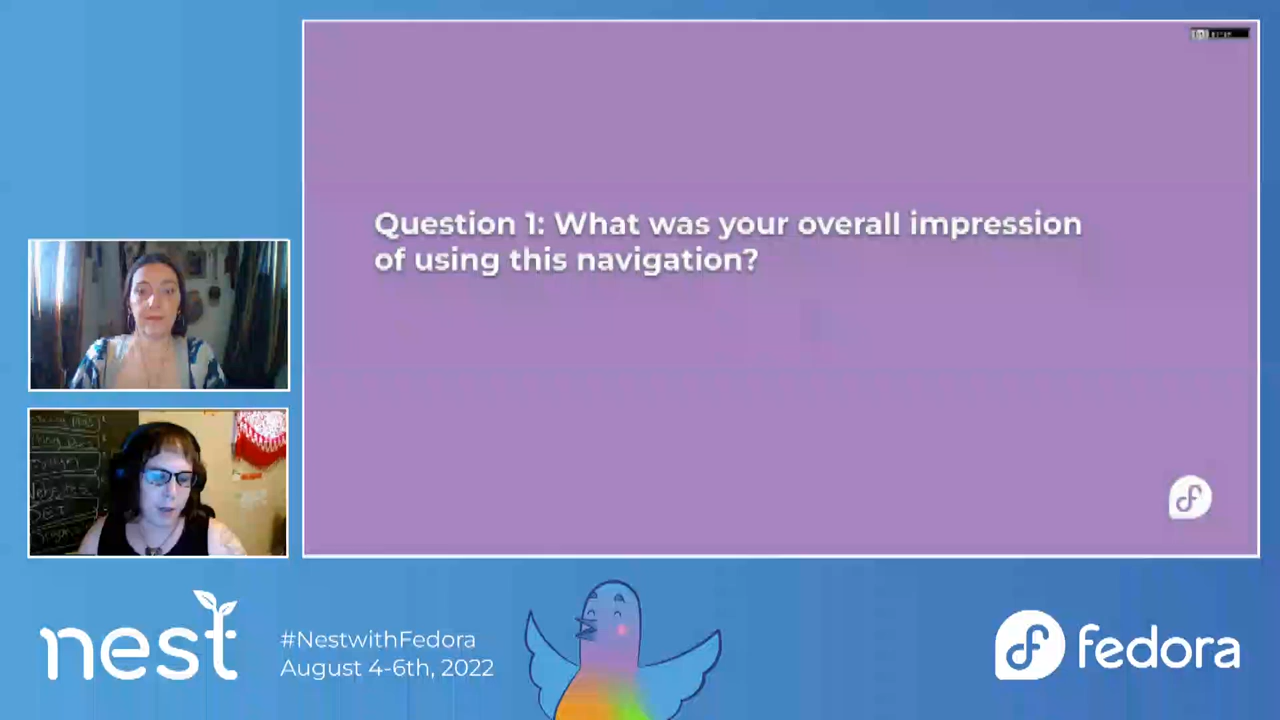 Question 1: What was your overall impression
of using this navigation?
nest
#NestwithFedora
August 4-6th, 2022
fedora